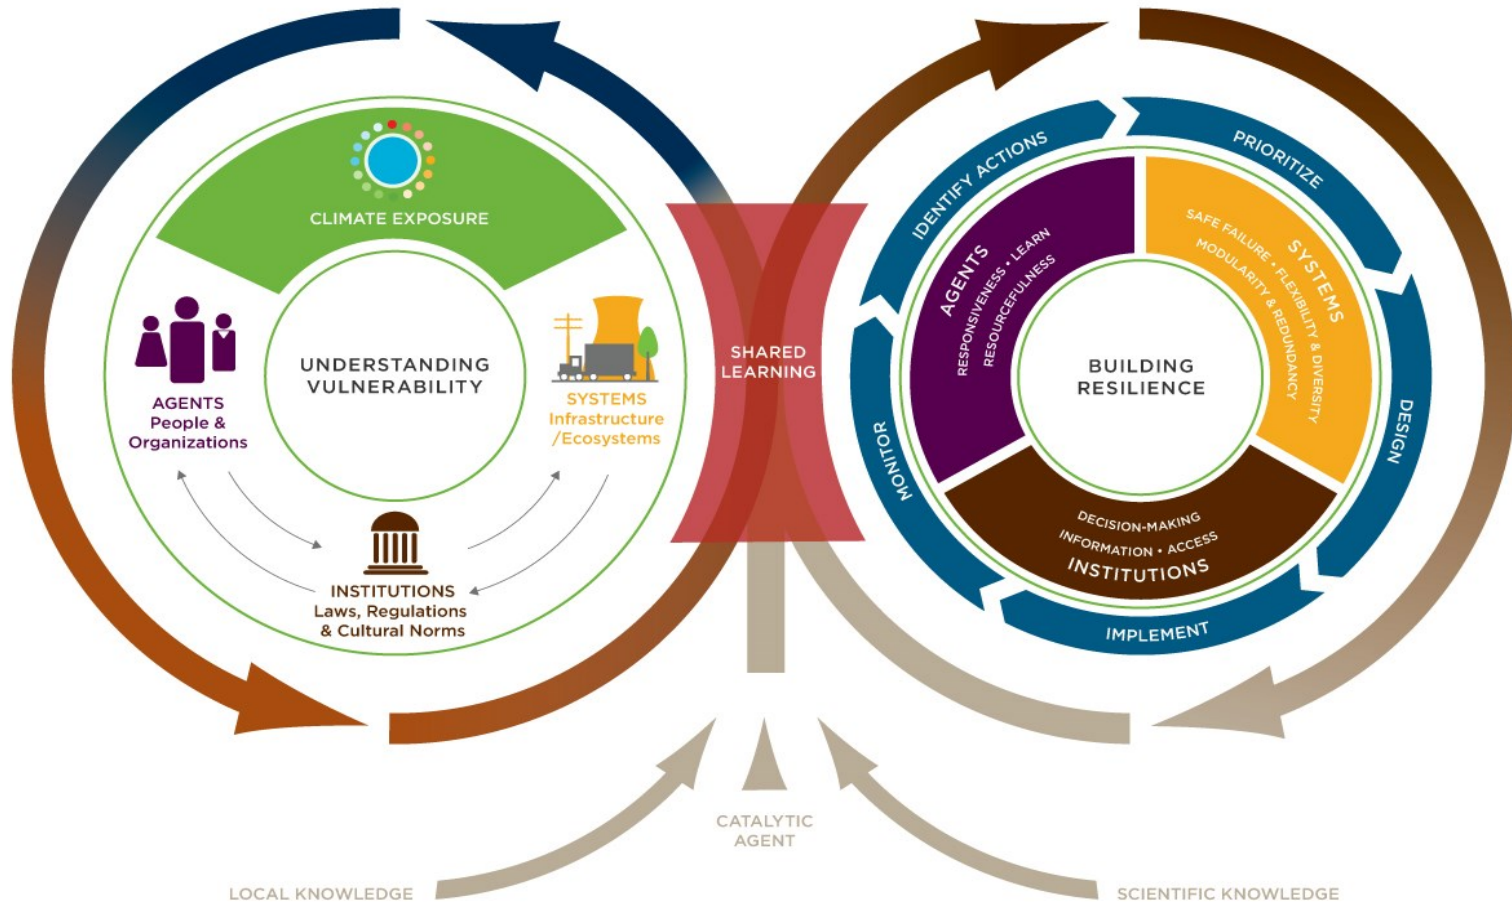 CLIMATE EXPOSURE
UNDERSTANDING
VULNERABILITY
AGENTS
People &
Organizations
SYSTEMS
Infrastructure
/Ecosystems
INSTITUTIONS
Laws, Regulations
& Cultural Norms
SHARED
LEARNING
IDENTIFY ACTIONS
PRIORITIZE
DESIGN
IMPLEMENT
MONITOR
AGENTS
RESPONSIVENESS • LEARN
RESOURCEFULNESS
SYSTEMS
SAFE FAILURE • FLEXIBILITY & DIVERSITY
MODULARITY & REDUNDANCY
BUILDING
RESILIENCE
DECISION-MAKING
INFORMATION • ACCESS
INSTITUTIONS
CATALYTIC
AGENT
LOCAL KNOWLEDGE
SCIENTIFIC KNOWLEDGE